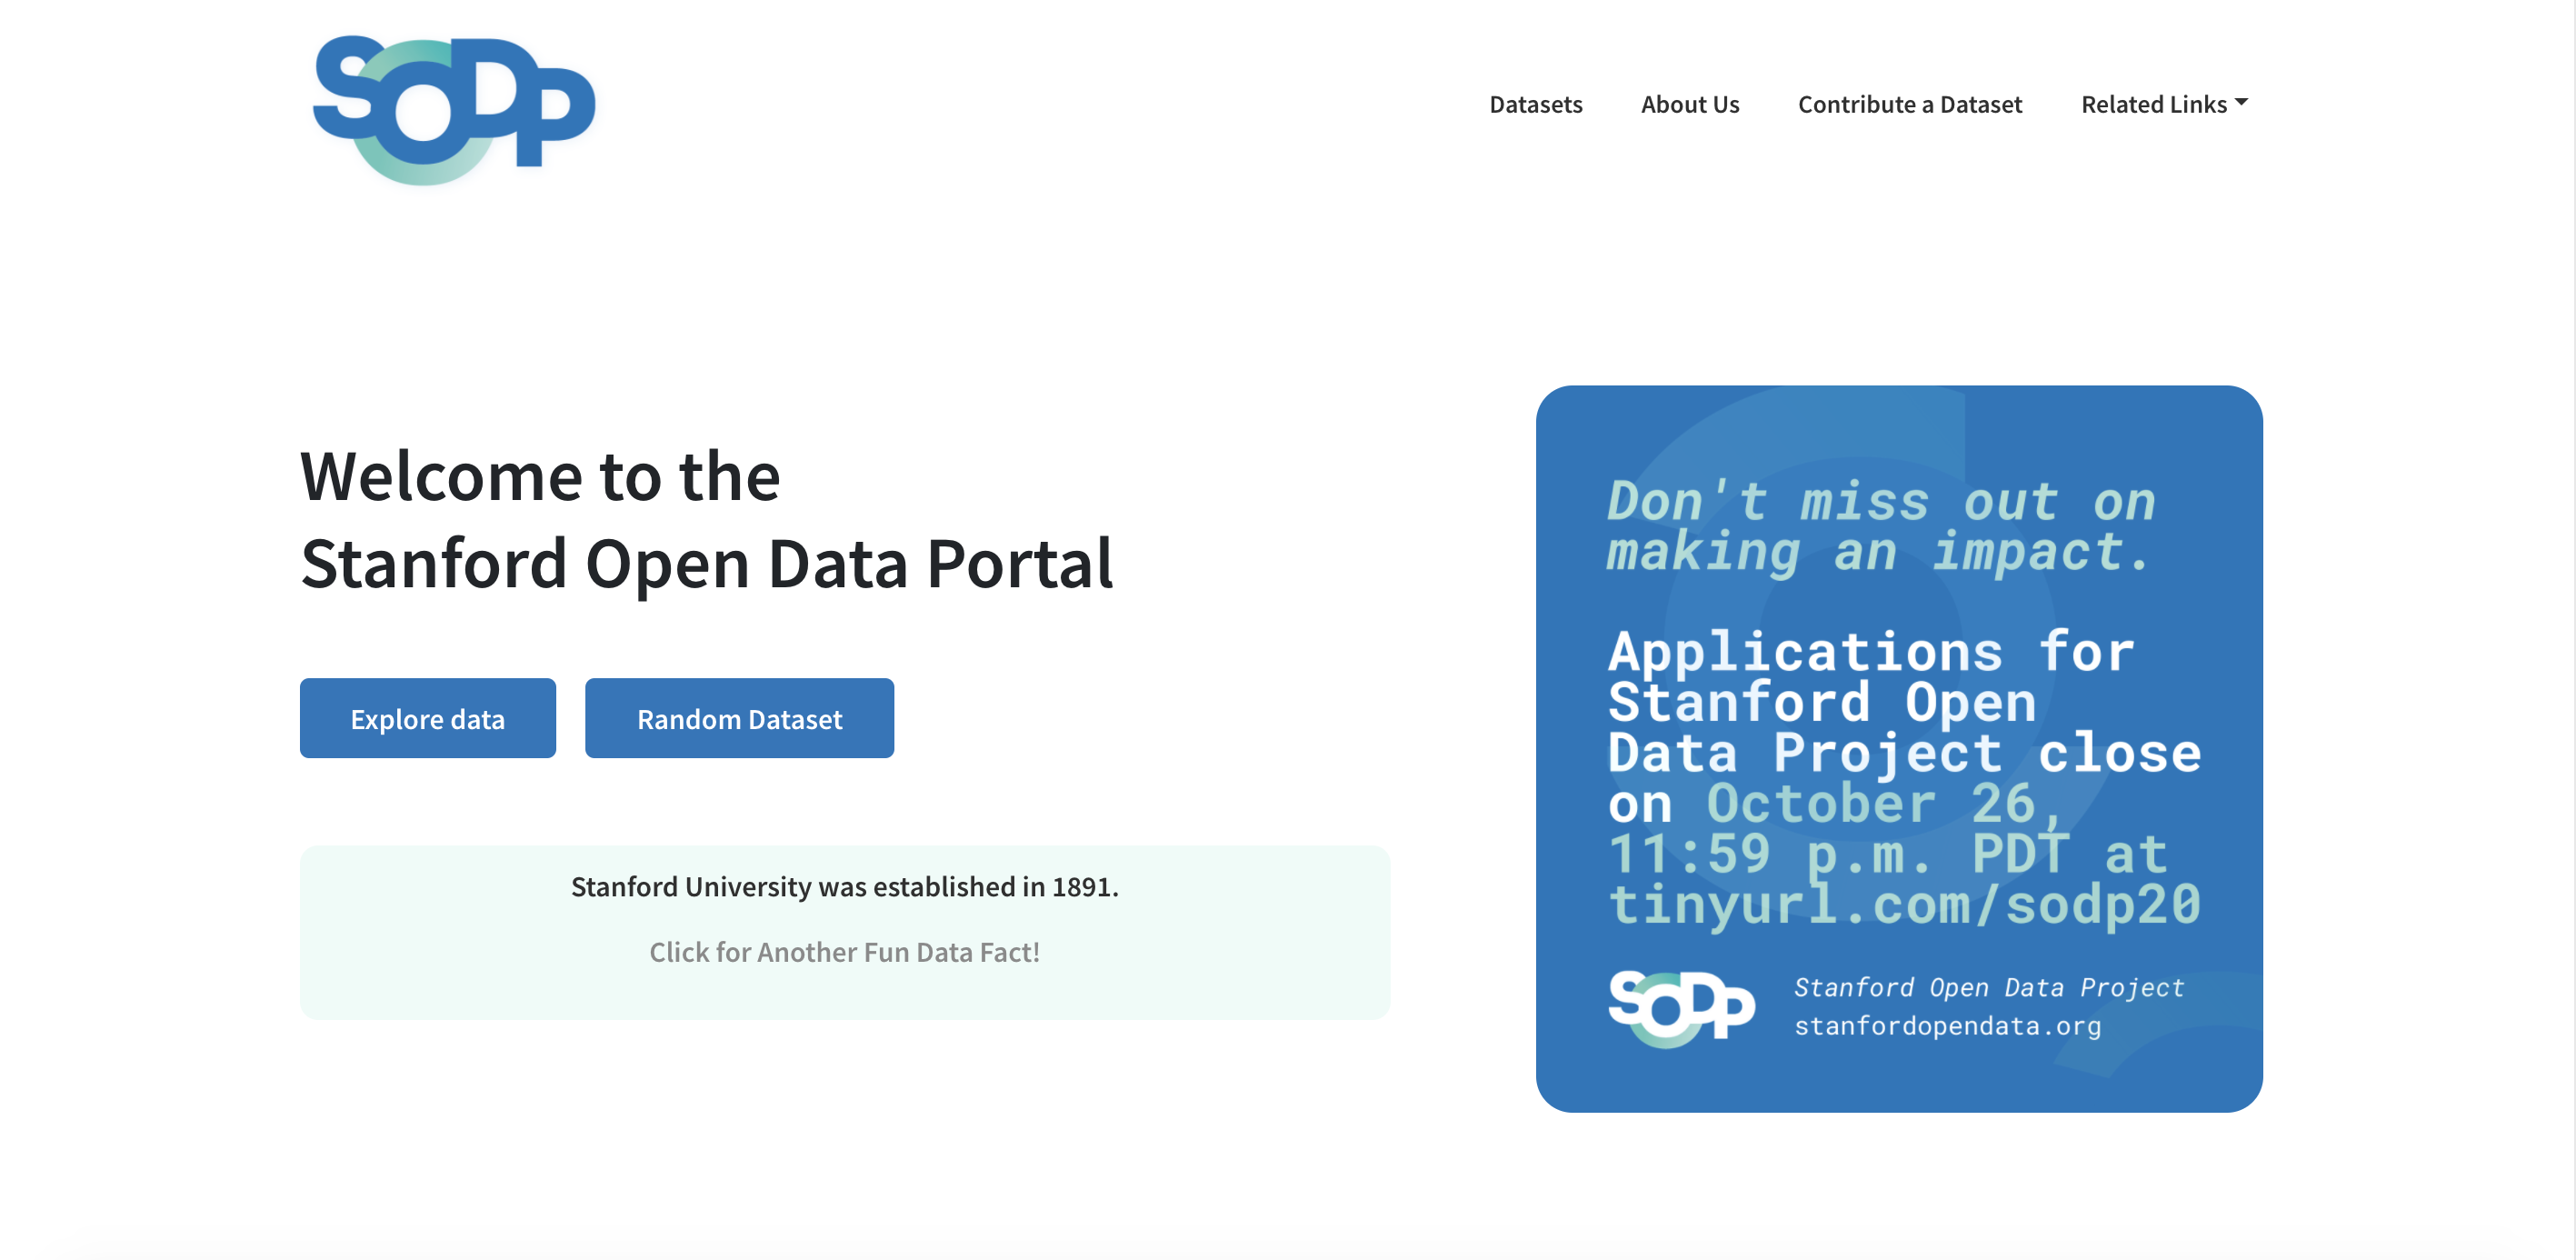 SODP
Datasets
About Us
Contribute a Dataset
Related Links
Welcome to the
Stanford Open Data Portal
Explore data
Random Dataset
Stanford University was established in 1891.
Click for Another Fun Data Fact!
Don't miss out on
making an impact.
Applications for
Stanford Open
Data Project close
on October 26,
11:59 p.m. PDT at
tinyurl.com/sodp20
SODP
Stanford Open Data Project
stanfordopendata.org